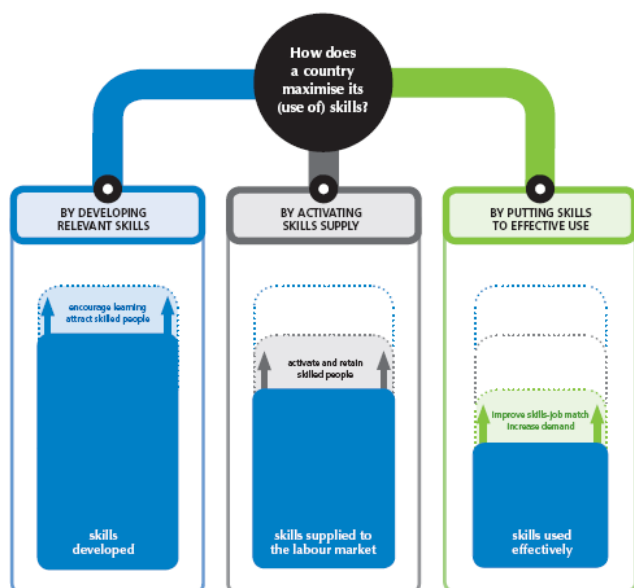 How does
a country
maximise its
(use of) skills?
BY DEVELOPING
RELEVANT SKILLS
encourage learning
attract skilled people
skills
developed
BY ACTIVATING
SKILLS SUPPLY
activate and retain
skilled people
skills supplied to
the labour market
BY PUTTING SKILLS
TO EFFECTIVE USE
improve skills-job match
increase demand
skills used
effectively